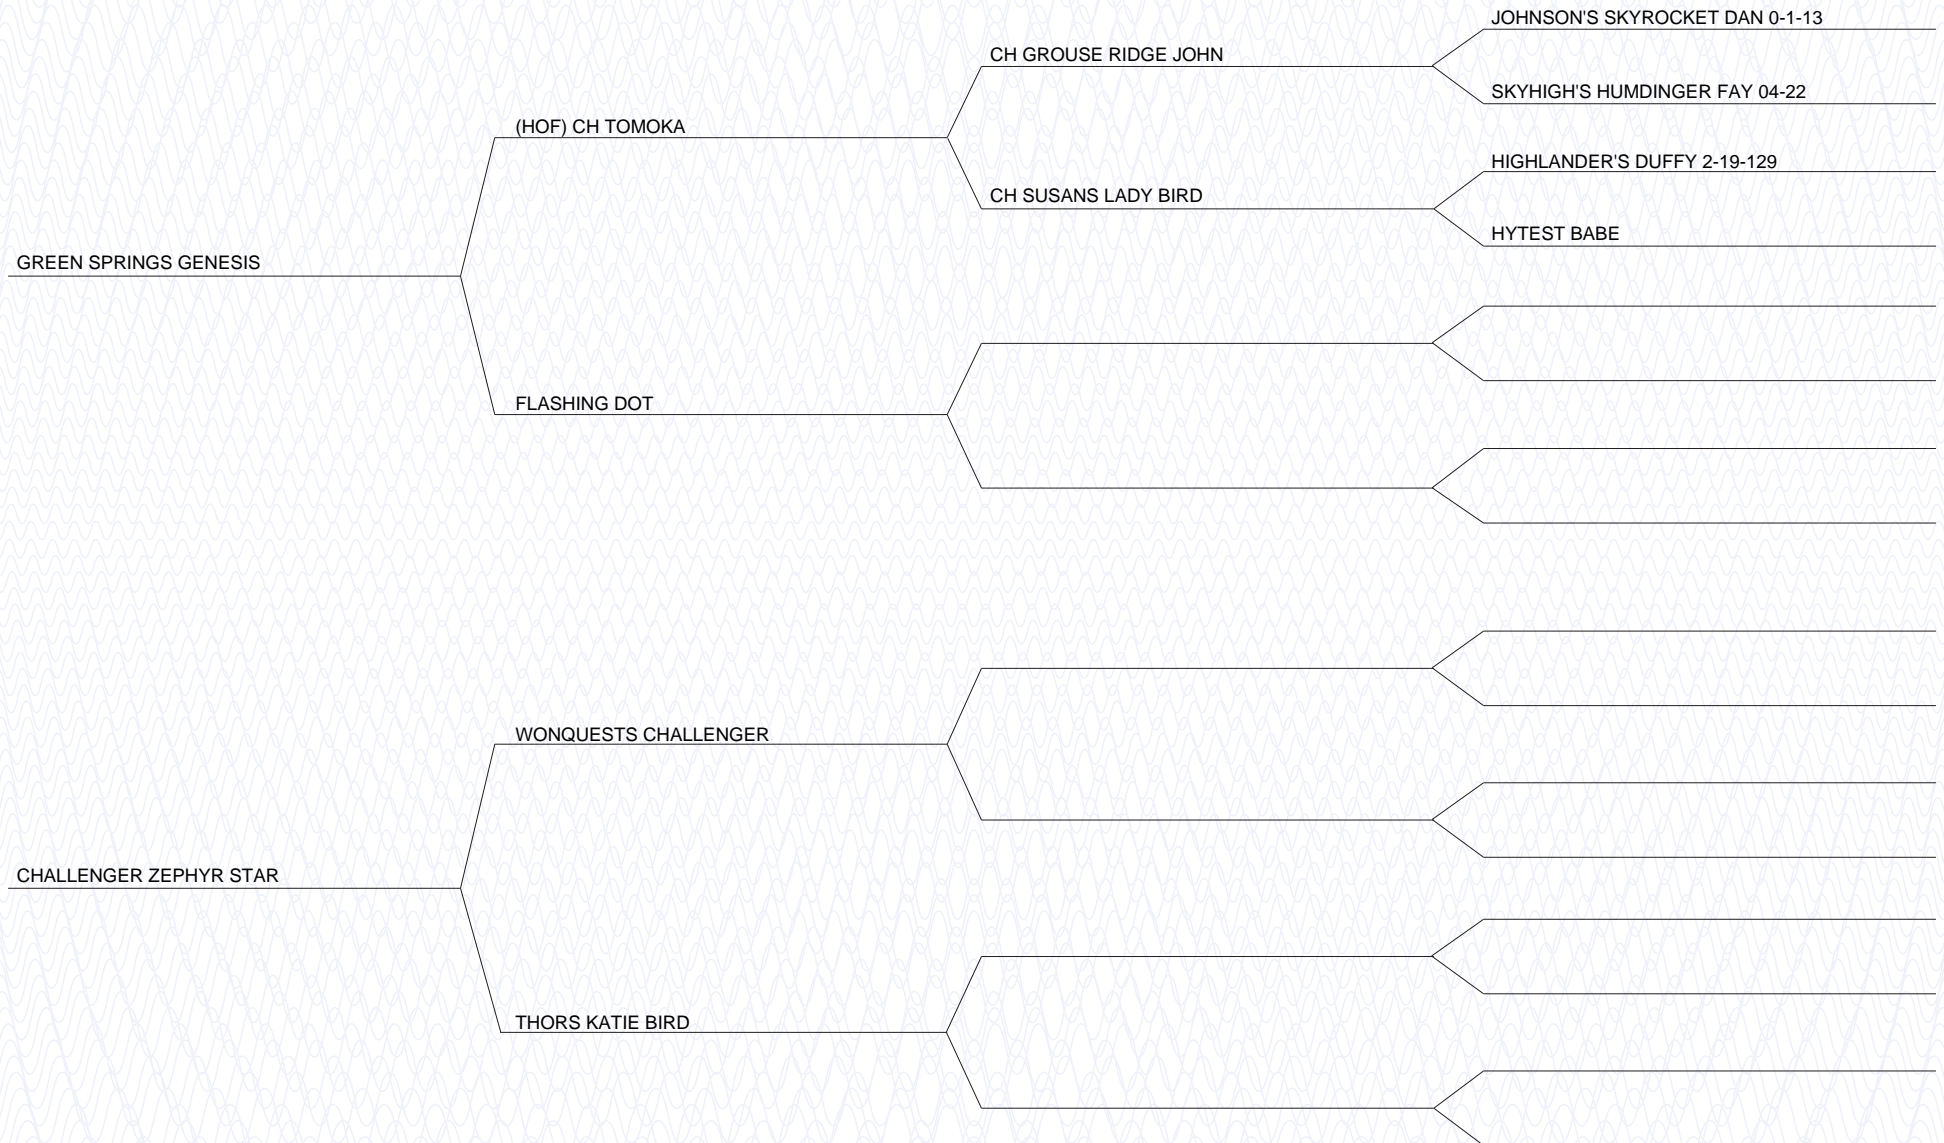 JOHNSON'S SKYROCKET DAN 0-1-13
CH GROUSE RIDGE JOHN
SKYHIGH'S HUMDINGER FAY 04-22
(HOF) CH TOMOKA
HIGHLANDER'S DUFFY 2-19-129
CH SUSANS LADY BIRD
HYTEST BABE
GREEN SPRINGS GENESIS
FLASHING DOT
WONQUESTS CHALLENGER
CHALLENGER ZEPHYR STAR
THORS KATIE BIRD